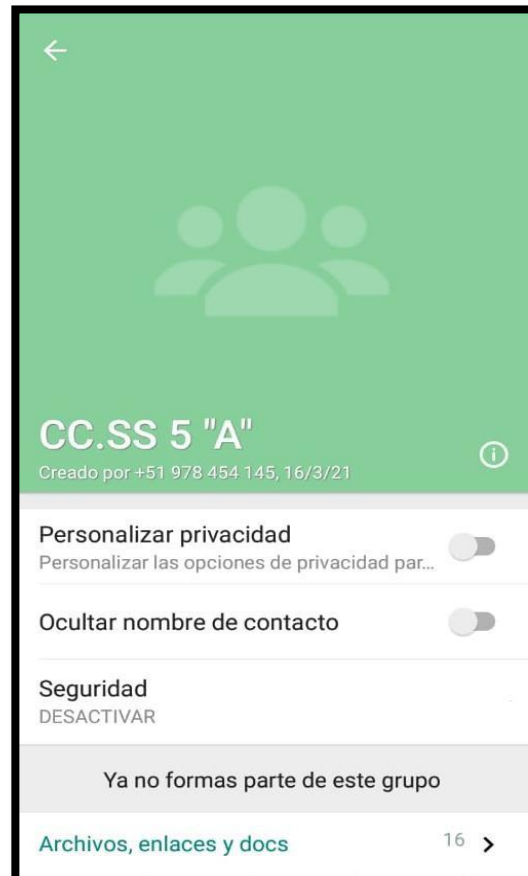 CC.SS 5 "A"
Creado por +51 978 454 145, 16/3/21
Personalizar privacidad
Personalizar las opciones de privacidad par...
Ocultar nombre de contacto
Seguridad
DESACTIVAR
Ya no formas parte de este grupo
Archivos, enlaces y docs 16